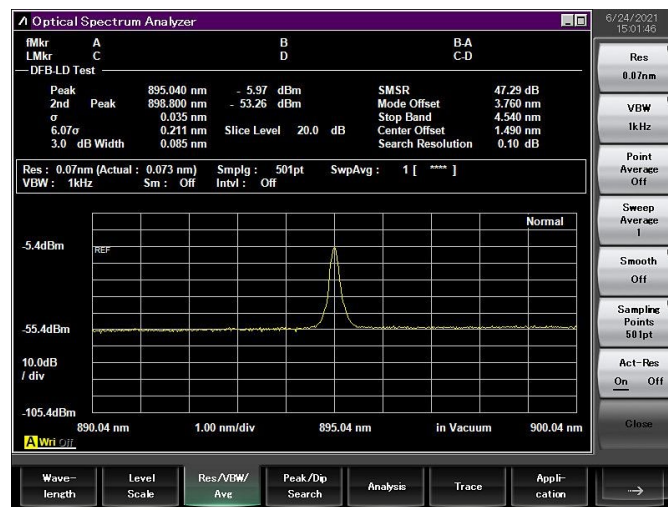 Optical Spectrum Analyzer
6/24/2021
15:01:46
fMkr A B B-A
LMkr C D C-D
DFB-LD Test
Peak 895.040 nm - 5.97 dBm SMSR 47.29 dB
2nd Peak 898.800 nm - 53.26 dBm Mode Offset 3.760 nm
σ 0.035 nm Stop Band 4.540 nm
6.07σ 0.211 nm Slice Level 20.0 dB Center Offset 1.490 nm
3.0 dB Width 0.085 nm Search Resolution 0.10 dB
Res : 0.07nm (Actual : 0.073 nm) Smplg : 501pt SwpAvg : 1 [ **** ]
VBW : 1kHz Sm : Off Intvl : Off
Normal
-5.4dBm
REF
-55.4dBm
10.0dB
/ div
-105.4dBm
890.04 nm 1.00 nm/div 895.04 nm in Vacuum 900.04 nm
A Wri Off
Res
0.07nm
VBW
1kHz
Point
Average
Off
Sweep
Average
1
Smooth
Off
Sampling
Points
501pt
Act-Res
On Off
Close
Wave-
length
Level
Scale
Res/VBW/
Avg
Peak/Dip
Search
Analysis
Trace
Appli-
cation